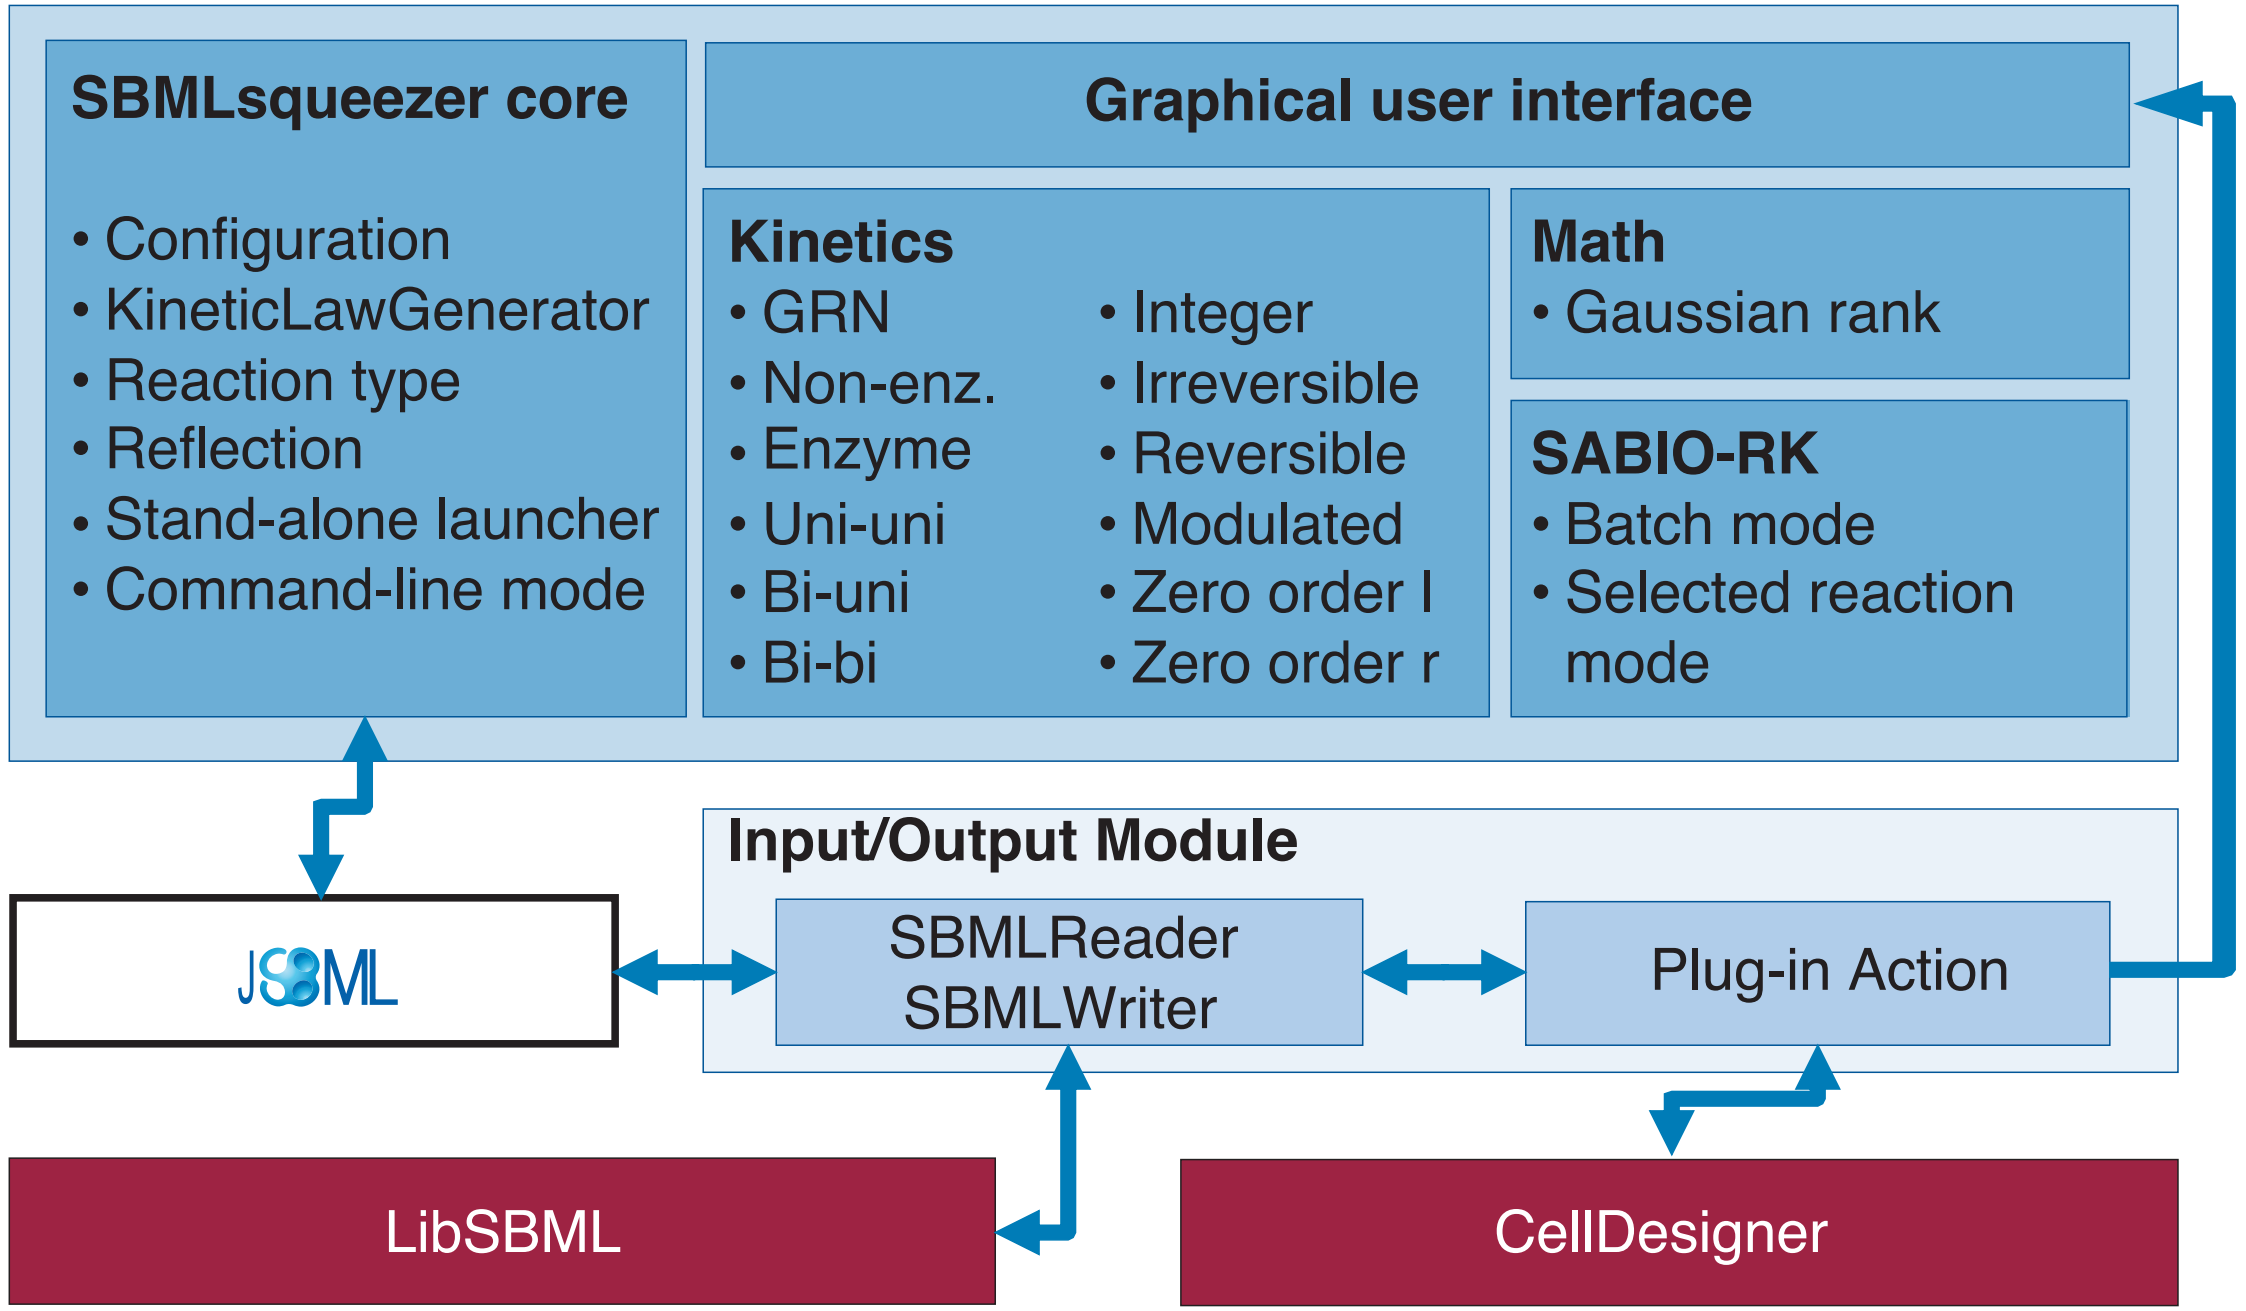 SBMLsqueezer core
• Configuration
• KineticLawGenerator
• Reaction type
• Reflection
• Stand-alone launcher
• Command-line mode
Graphical user interface
Kinetics
• GRN
• Non-enz.
• Enzyme
• Uni-uni
• Bi-uni
• Bi-bi
• Integer
• Irreversible
• Reversible
• Modulated
• Zero order l
• Zero order r
Math
• Gaussian rank
SABIO-RK
• Batch mode
• Selected reaction
mode
Input/Output Module
JSBML
SBMLReader
SBMLWriter
Plug-in Action
LibSBML
CellDesigner